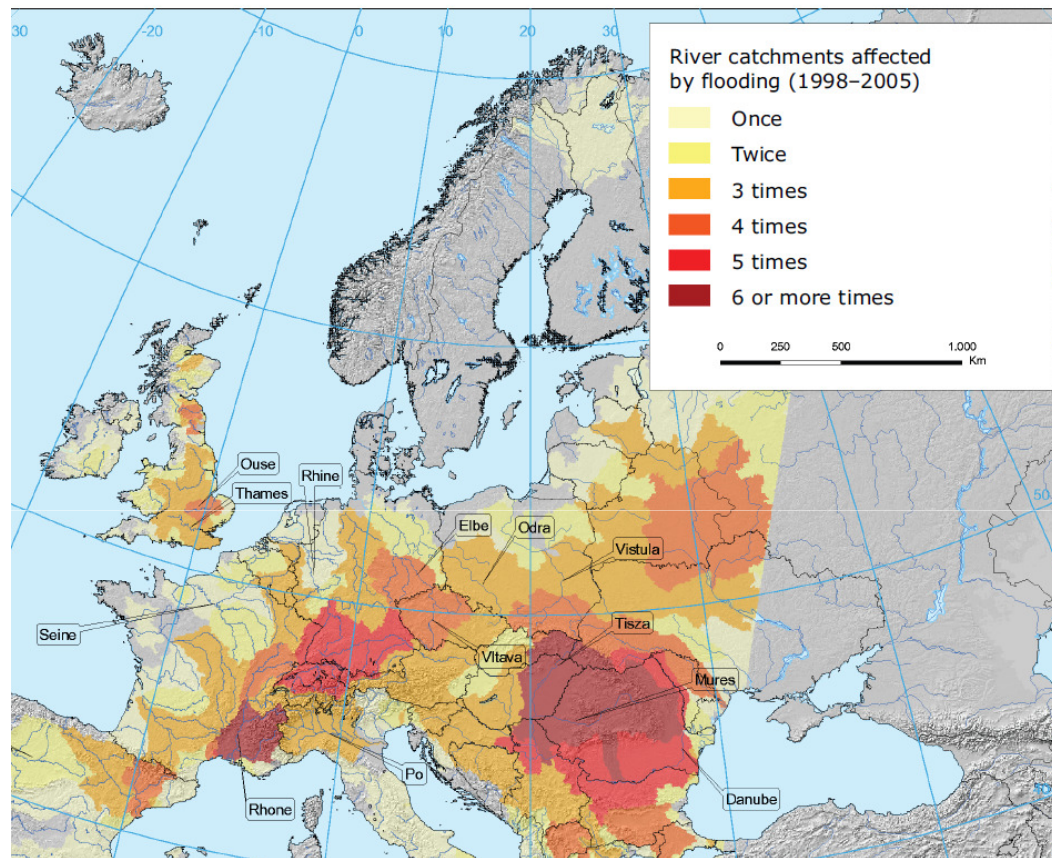 30
-20
-10
0
10
20
30
River catchments affected
by flooding (1998–2005)
Once
Twice
3 times
4 times
5 times
6 or more times
0
250
500
1.000
Km
Ouse
Thames
Rhine
Elbe
Odra
Vistula
50
Seine
Vltava
Tisza
Mures
Po
Rhone
Danube